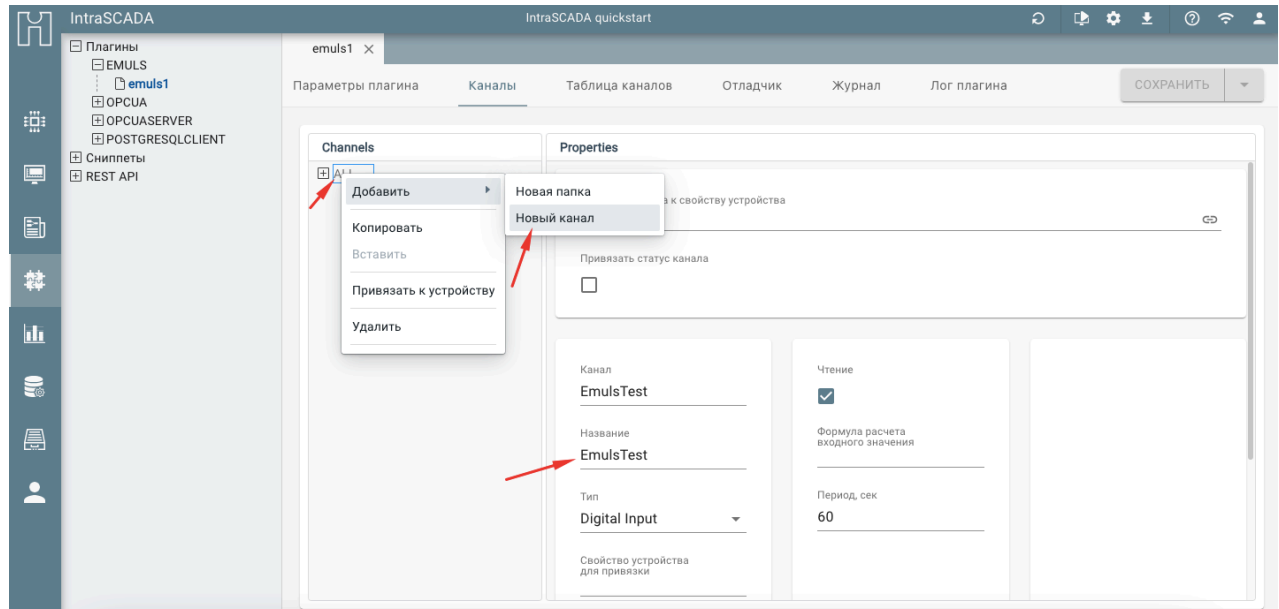 IntraSCADA
IntraSCADA quickstart
Плагины
EMULS
emuls1
OPCUA
OPCUASERVER
POSTGRESQLCLIENT
Сниппеты
REST API
emuls1
Параметры плагина
Каналы
Таблица каналов
Отладчик
Журнал
Лог плагина
СОХРАНИТЬ
Channels
Добавить
Копировать
Вставить
Привязать к устройству
Удалить
Новая папка
Новый канал
Properties
к свойству устройства
Привязать статус канала
Канал
EmulsTest
Название
EmulsTest
Тип
Digital Input
Свойство устройства
для привязки
Чтение
Формула расчета
входного значения
Период, сек
60